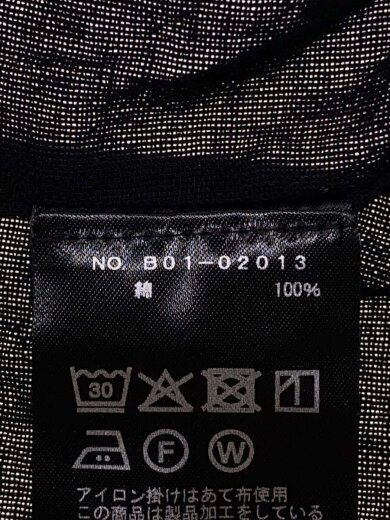 NO. B01-02013
綿 100%
30
F W
アイロン掛けはあて布使用
この商品は製品加工をしている